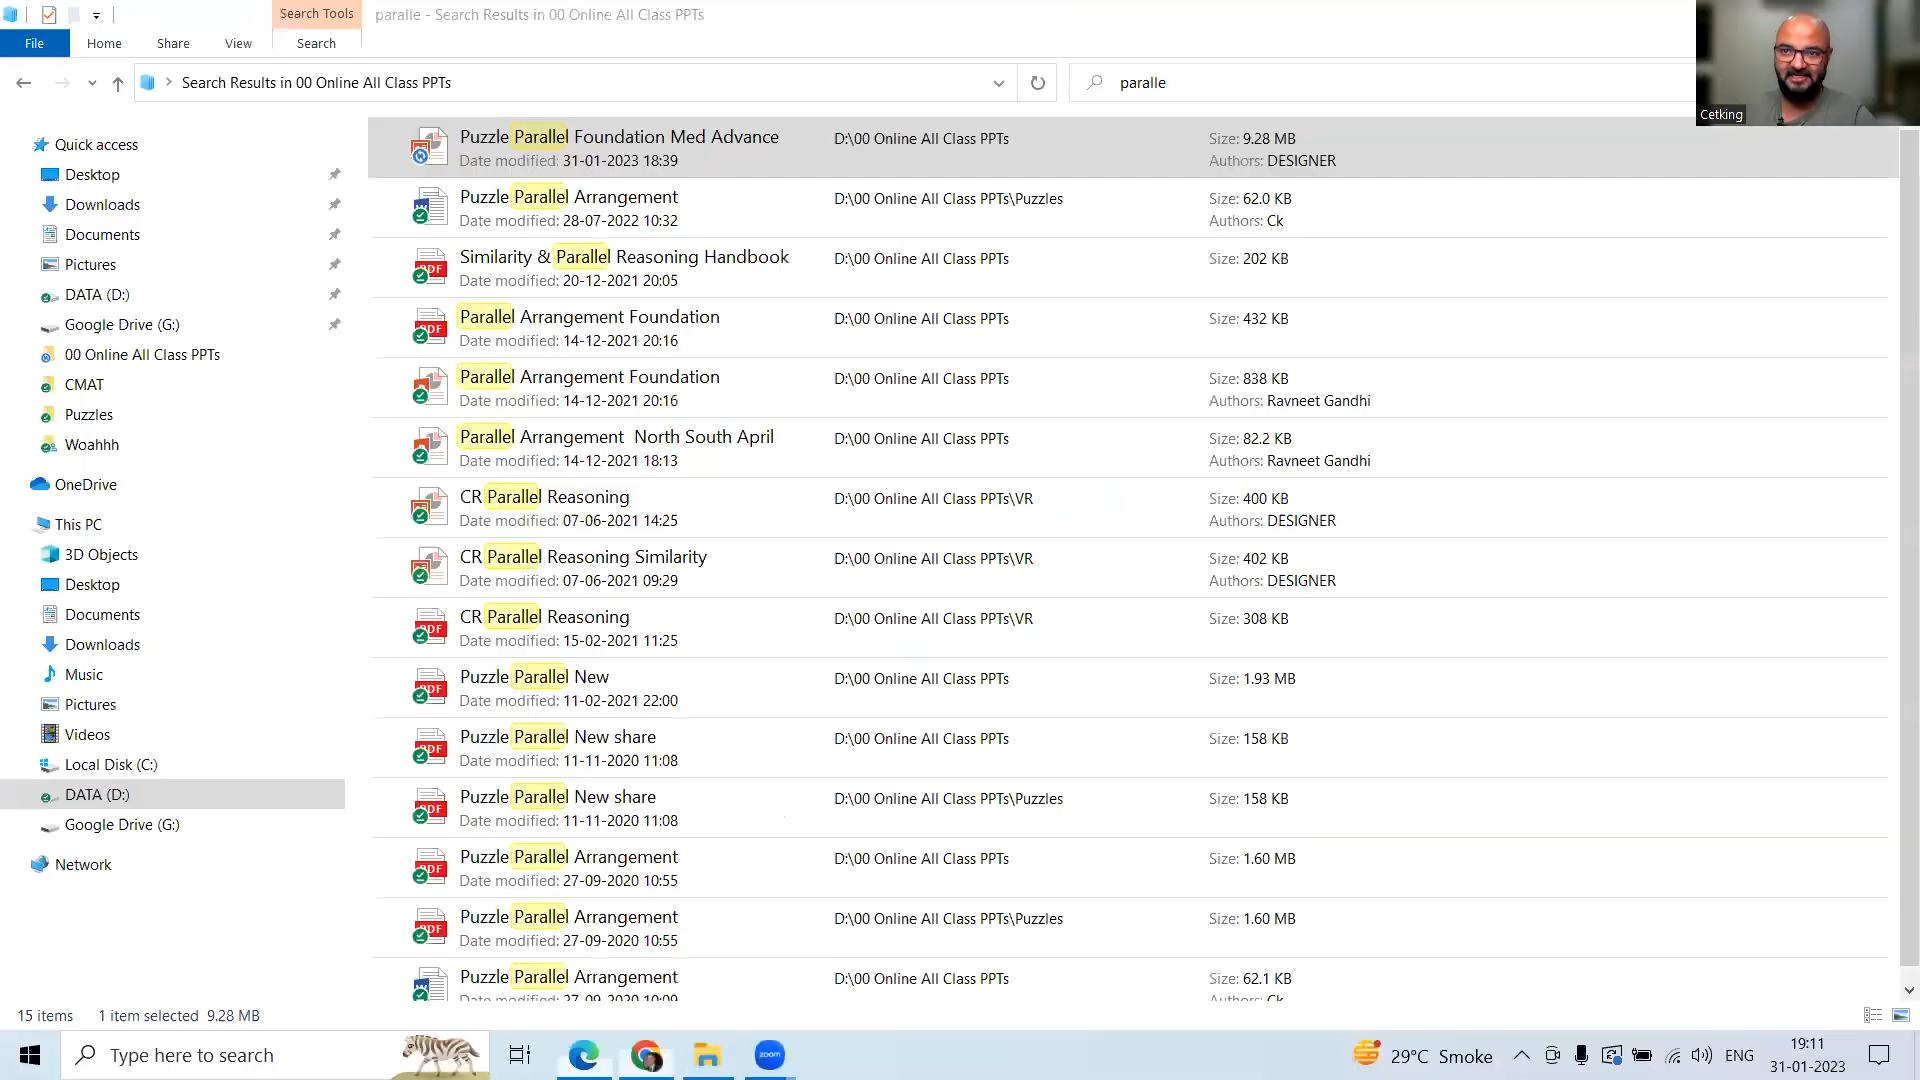 Search Tools
paralle - Search Results in 00 Online All Class PPTs
File
Home
Share
View
Search
Search Results in 00 Online All Class PPTs
paralle
Cetking
Quick access
Desktop
Downloads
Documents
Pictures
DATA (D:)
Google Drive (G:)
00 Online All Class PPTs
CMAT
Puzzles
Woahhh
OneDrive
This PC
3D Objects
Desktop
Documents
Downloads
Music
Pictures
Videos
Local Disk (C:)
DATA (D:)
Google Drive (G:)
Network
Puzzle Parallel Foundation Med Advance D:\00 Online All Class PPTs Size: 9.28 MB
Date modified: 31-01-2023 18:39 Authors: DESIGNER
Puzzle Parallel Arrangement D:\00 Online All Class PPTs\Puzzles Size: 62.0 KB
Date modified: 28-07-2022 10:32 Authors: Ck
Similarity & Parallel Reasoning Handbook D:\00 Online All Class PPTs Size: 202 KB
Date modified: 20-12-2021 20:05
Parallel Arrangement Foundation D:\00 Online All Class PPTs Size: 432 KB
Date modified: 14-12-2021 20:16
Parallel Arrangement Foundation D:\00 Online All Class PPTs Size: 838 KB
Date modified: 14-12-2021 20:16 Authors: Ravneet Gandhi
Parallel Arrangement North South April D:\00 Online All Class PPTs Size: 82.2 KB
Date modified: 14-12-2021 18:13 Authors: Ravneet Gandhi
CR Parallel Reasoning D:\00 Online All Class PPTs\VR Size: 400 KB
Date modified: 07-06-2021 14:25 Authors: DESIGNER
CR Parallel Reasoning Similarity D:\00 Online All Class PPTs\VR Size: 402 KB
Date modified: 07-06-2021 09:29 Authors: DESIGNER
CR Parallel Reasoning D:\00 Online All Class PPTs\VR Size: 308 KB
Date modified: 15-02-2021 11:25
Puzzle Parallel New D:\00 Online All Class PPTs Size: 1.93 MB
Date modified: 11-02-2021 22:00
Puzzle Parallel New share D:\00 Online All Class PPTs Size: 158 KB
Date modified: 11-11-2020 11:08
Puzzle Parallel New share D:\00 Online All Class PPTs\Puzzles Size: 158 KB
Date modified: 11-11-2020 11:08
Puzzle Parallel Arrangement D:\00 Online All Class PPTs Size: 1.60 MB
Date modified: 27-09-2020 10:55
Puzzle Parallel Arrangement D:\00 Online All Class PPTs\Puzzles Size: 1.60 MB
Date modified: 27-09-2020 10:55
Puzzle Parallel Arrangement D:\00 Online All Class PPTs Size: 62.1 KB
Date modified: 27-09-2020 10:09 Authors: Ck
15 items 1 item selected 9.28 MB
Type here to search
zoom
29°C Smoke
ENG
19:11
31-01-2023